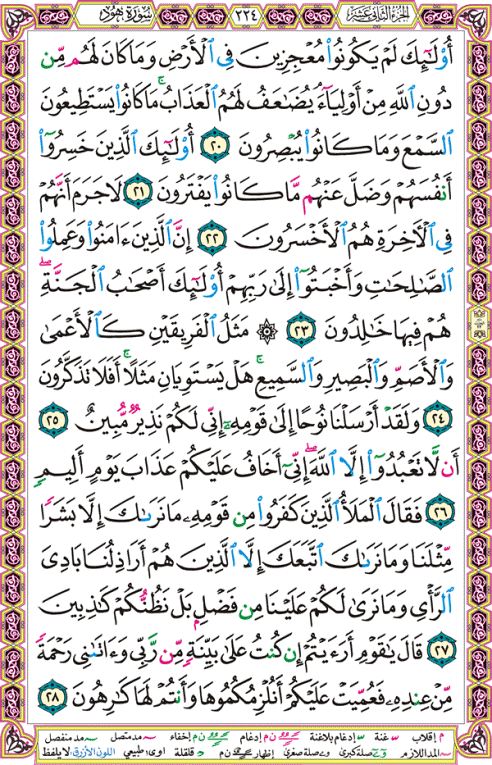 الجزء الثاني عشر ٢٢٤ سورة هود
أُوْلَـٰٓئِكَ لَمْ يَكُونُوا۟ مُعْجِزِينَ فِى ٱلْأَرْضِ وَمَا كَانَ لَهُم مِّن
دُونِ ٱللَّهِ مِنْ أَوْلِيَآءَ ۘ يُضَـٰعَفُ لَهُمُ ٱلْعَذَابُ ۚ مَا كَانُوا۟ يَسْتَطِيعُونَ
ٱلسَّمْعَ وَمَا كَانُوا۟ يُبْصِرُونَ ٢٠ أُوْلَـٰٓئِكَ ٱلَّذِينَ خَسِرُوٓا۟
أَنفُسَهُمْ وَضَلَّ عَنْهُم مَّا كَانُوا۟ يَفْتَرُونَ ٢١ لَا جَرَمَ أَنَّهُمْ
فِى ٱلْأَخِرَةِ هُمُ ٱلْأَخْسَرُونَ ٢٢ إِنَّ ٱلَّذِينَ ءَامَنُوا۟ وَعَمِلُوا۟
ٱلصَّـٰلِحَـٰتِ وَأَخْبَتُوٓا۟ إِلَىٰ رَبِّهِمْ أُوْلَـٰٓئِكَ أَصْحَـٰبُ ٱلْجَنَّةِ ۖ
هُمْ فِيهَا خَـٰلِدُونَ ٢٣ ۞ مَثَلُ ٱلْفَرِيقَيْنِ كَٱلْأَعْمَىٰ
وَٱلْأَصَمِّ وَٱلْبَصِيرِ وَٱلسَّمِيعِ ۚ هَلْ يَسْتَوِيَانِ مَثَلًا ۚ أَفَلَا تَذَكَّرُونَ
٢٤ وَلَقَدْ أَرْسَلْنَا نُوحًا إِلَىٰ قَوْمِهِۦٓ إِنِّى لَكُمْ نَذِيرٌ مُّبِينٌ ٢٥
أَن لَّا تَعْبُدُوٓا۟ إِلَّا ٱللَّهَ ۖ إِنِّىٓ أَخَافُ عَلَيْكُمْ عَذَابَ يَوْمٍ أَلِيمٍ
٢٦ فَقَالَ ٱلْمَلَأُ ٱلَّذِينَ كَفَرُوا۟ مِن قَوْمِهِۦ مَا نَرَىٰكَ إِلَّا بَشَرًا
مِّثْلَنَا وَمَا نَرَىٰكَ ٱتَّبَعَكَ إِلَّا ٱلَّذِينَ هُمْ أَرَاذِلُنَا بَادِىَ
ٱلرَّأْىِ وَمَا نَرَىٰ لَكُمْ عَلَيْنَا مِن فَضْلٍۭ بَلْ نَظُنُّكُمْ كَـٰذِبِينَ
٢٧ قَالَ يَـٰقَوْمِ أَرَءَيْتُمْ إِن كُنتُ عَلَىٰ بَيِّنَةٍ مِّن رَّبِّى وَءَاتَىٰنِى رَحْمَةً
مِّنْ عِندِهِۦ فَعُمِّيَتْ عَلَيْكُمْ أَنُلْزِمُكُمُوهَا وَأَنتُمْ لَهَا كَـٰرِهُونَ ٢٨
م إقلاب س غنة س إدغام بلاغنة ن م إدغام ن م إخفاء مد متصل مد منفصل
المد اللازم صلة كبرى وصلة صغرى إظهار ن م قلقلة اوى: طبيعي اللون الأزرق: لا يلفظ